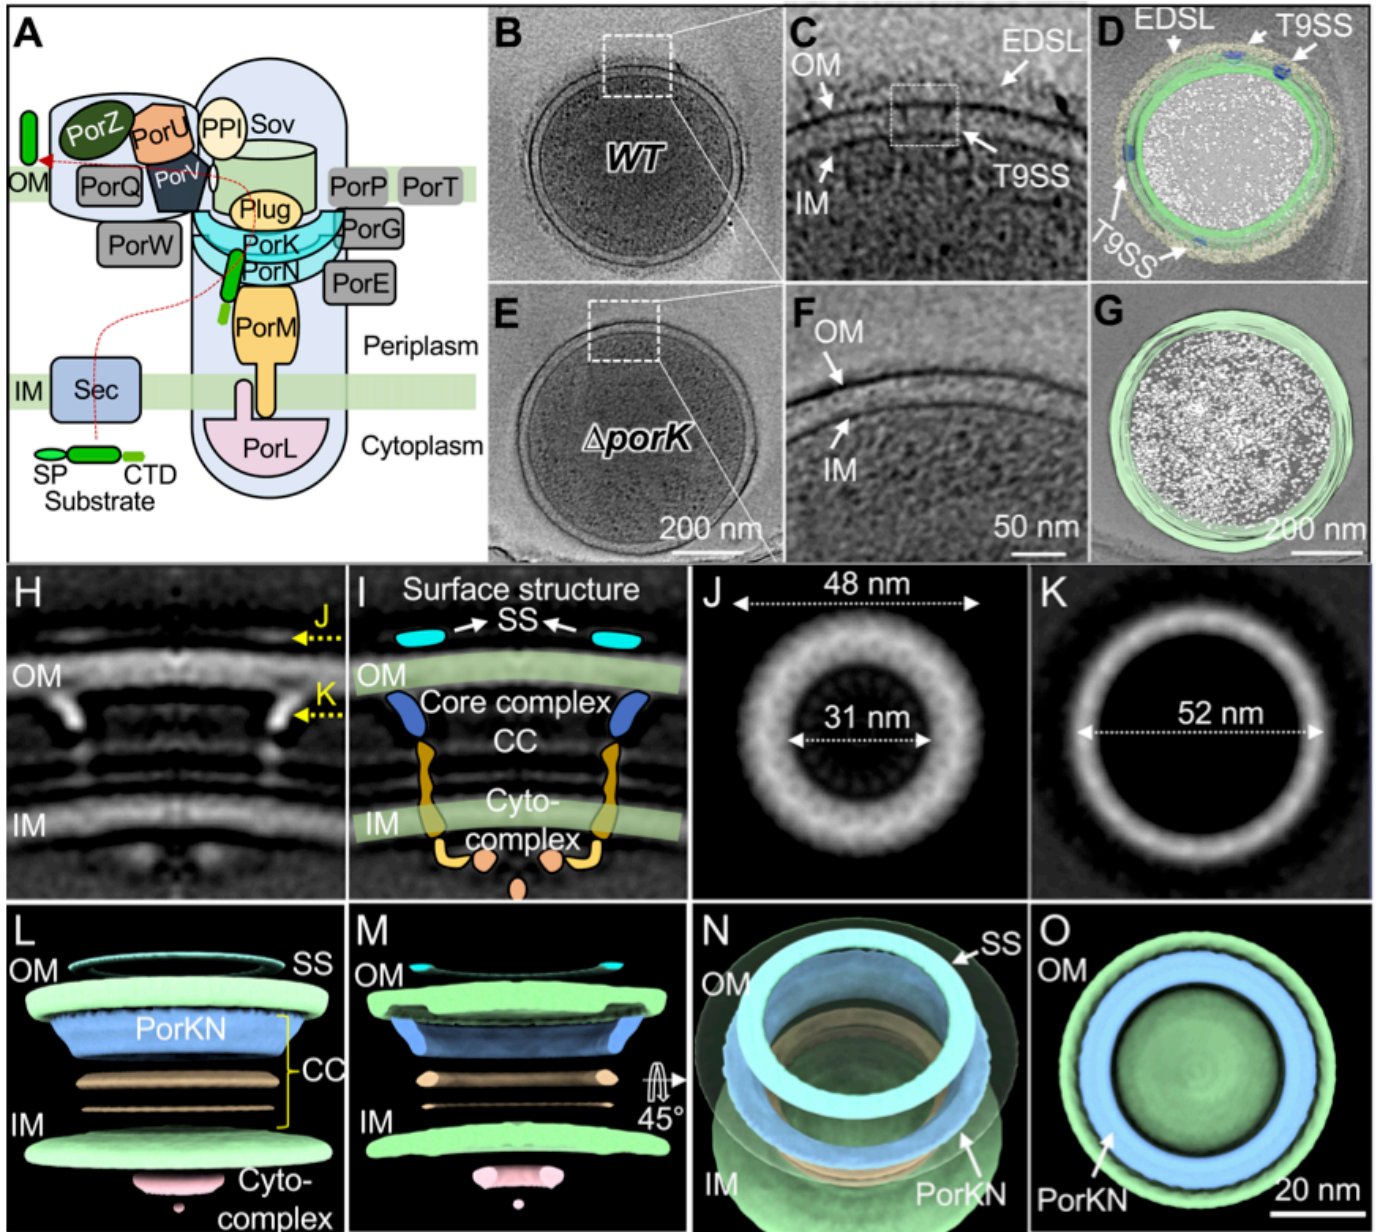 A
PorZ
PorU
PPI
Sov
OM
PorQ
PorV
PorP
PorT
Plug
PorW
PorK
PorG
PorN
PorE
PorM
Periplasm
IM
Sec
PorL
Cytoplasm
SP
CTD
Substrate
B
WT
C
EDSL
OM
IM
T9SS
D
EDSL
T9SS
T9SS
E
ΔporK
200 nm
F
OM
IM
50 nm
G
200 nm
H
J
OM
K
IM
I
Surface structure
SS
OM
Core complex
CC
Cyto-
IM
complex
J
48 nm
31 nm
K
52 nm
L
OM
SS
PorKN
CC
IM
Cyto-
complex
M
OM
IM
45°
N
SS
OM
IM
PorKN
O
OM
PorKN
20 nm